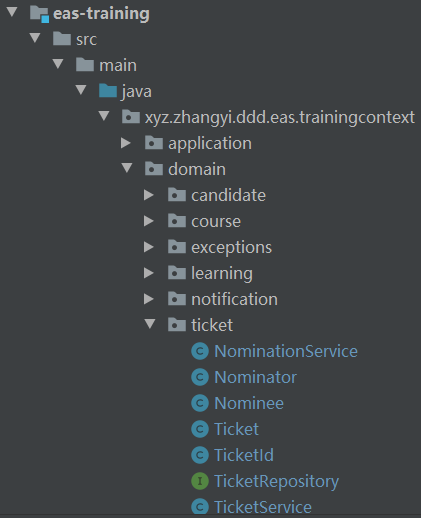 eas-training
src
main
java
xyz.zhangyi.ddd.eas.trainingcontext
application
domain
candidate
course
exceptions
learning
notification
ticket
C NominationService
C Nominator
C Nominee
C Ticket
C TicketId
I TicketRepository
C TicketService